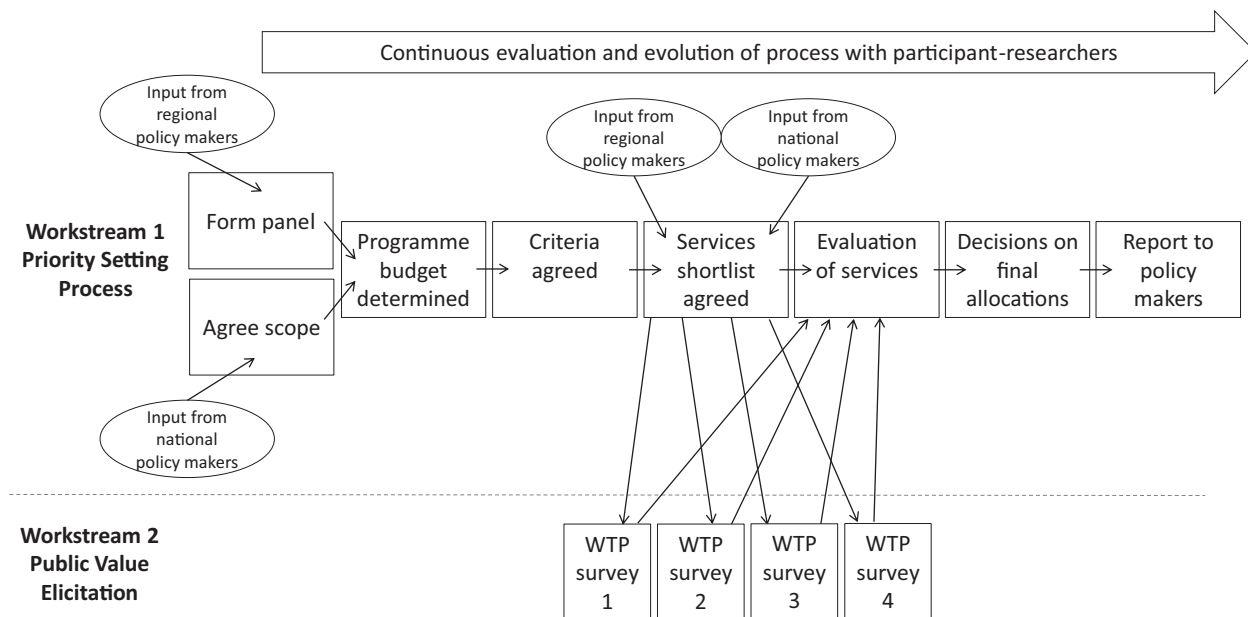 Continuous evaluation and evolution of process with participant-researchers
Input from
regional
policy makers
Input from
regional
policy makers
Input from
national
policy makers
Workstream 1
Priority Setting
Process
Form panel
Agree scope
Programme
budget
determined
Criteria
agreed
Services
shortlist
agreed
Evaluation
of services
Decisions on
final
allocations
Report to
policy
makers
Input from
national
policy makers
Workstream 2
Public Value
Elicitation
WTP
survey
1
WTP
survey
2
WTP
survey
3
WTP
survey
4